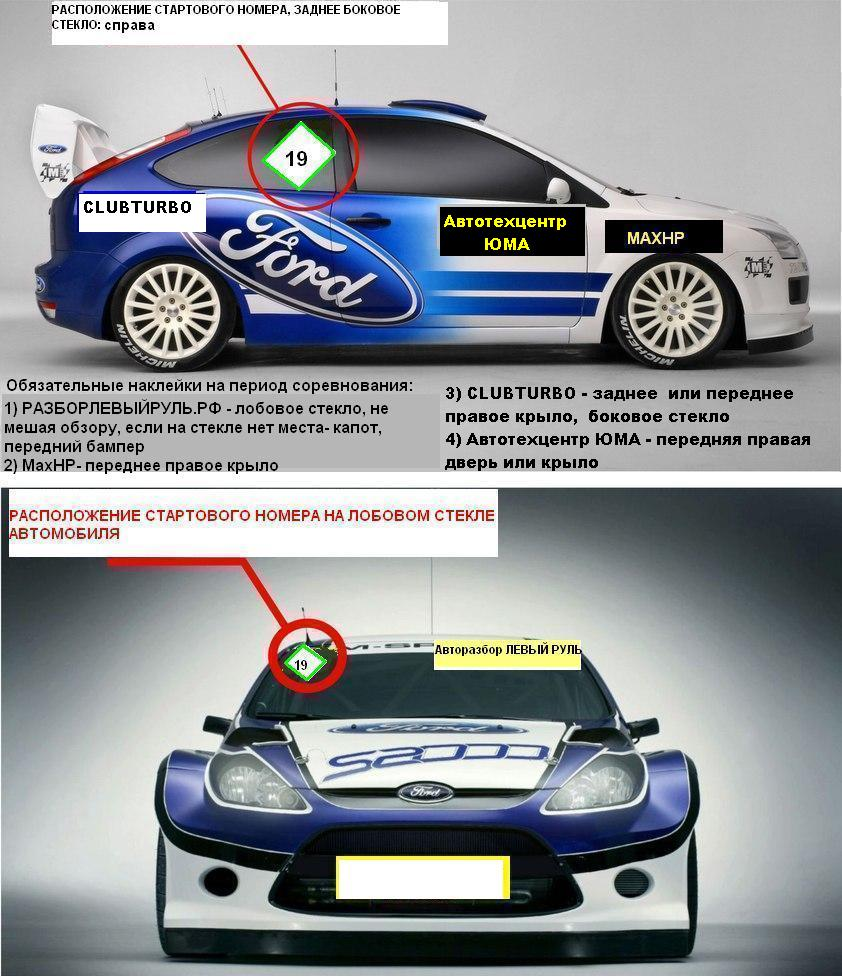 РАСПОЛОЖЕНИЕ СТАРТОВОГО НОМЕРА, ЗАДНЕЕ БОКОВОЕ
СТЕКЛО: справа
19
Ford
M
CLUBTURBO
Автотехцентр
ЮМА
MAXHP
Ford
M
MICHELIN
MICHELIN
Обязательные наклейки на период соревнования:
1) РАЗБОРЛЕВЫЙРУЛЬ.РФ - лобовое стекло, не
мешая обзору, если на стекле нет места- капот,
передний бампер
2) MaxHP- переднее правое крыло
3) CLUBTURBO - заднее или переднее
правое крыло, боковое стекло
4) Автотехцентр ЮМА - передняя правая
дверь или крыло
РАСПОЛОЖЕНИЕ СТАРТОВОГО НОМЕРА НА ЛОБОВОМ СТЕКЛЕ
АВТОМОБИЛЯ
19
Авторазбор ЛЕВЫЙ РУЛЬ
Ford
S2000
Ford